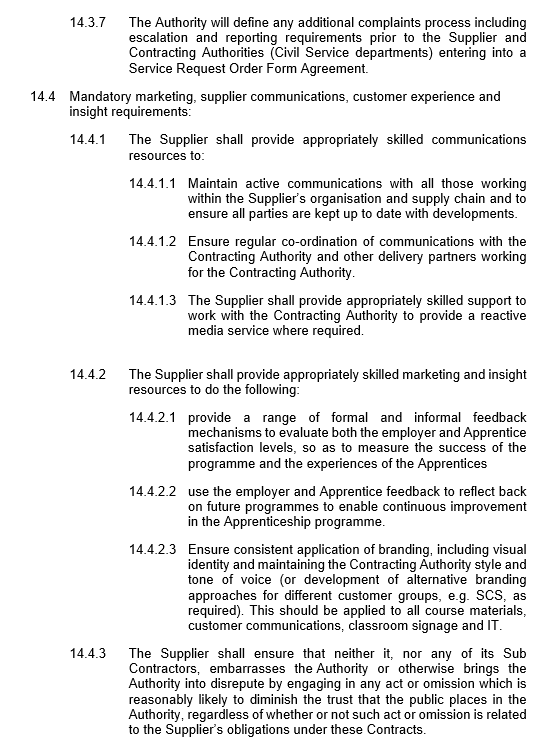 14.3.7 The Authority will define any additional complaints process including
escalation and reporting requirements prior to the Supplier and
Contracting Authorities (Civil Service departments) entering into a
Service Request Order Form Agreement.
14.4 Mandatory marketing, supplier communications, customer experience and
insight requirements:
14.4.1 The Supplier shall provide appropriately skilled communications
resources to:
14.4.1.1 Maintain active communications with all those working
within the Supplier's organisation and supply chain and to
ensure all parties are kept up to date with developments.
14.4.1.2 Ensure regular co-ordination of communications with the
Contracting Authority and other delivery partners working
for the Contracting Authority.
14.4.1.3 The Supplier shall provide appropriately skilled support to
work with the Contracting Authority to provide a reactive
media service where required.
14.4.2 The Supplier shall provide appropriately skilled marketing and insight
resources to do the following:
14.4.2.1 provide a range of formal and informal feedback
mechanisms to evaluate both the employer and Apprentice
satisfaction levels, so as to measure the success of the
programme and the experiences of the Apprentices
14.4.2.2 use the employer and Apprentice feedback to reflect back
on future programmes to enable continuous improvement
in the Apprenticeship programme.
14.4.2.3 Ensure consistent application of branding, including visual
identity and maintaining the Contracting Authority style and
tone of voice (or development of alternative branding
approaches for different customer groups, e.g. SCS, as
required). This should be applied to all course materials,
customer communications, classroom signage and IT.
14.4.3 The Supplier shall ensure that neither it, nor any of its Sub
Contractors, embarrasses the Authority or otherwise brings the
Authority into disrepute by engaging in any act or omission which is
reasonably likely to diminish the trust that the public places in the
Authority, regardless of whether or not such act or omission is related
to the Supplier's obligations under these Contracts.